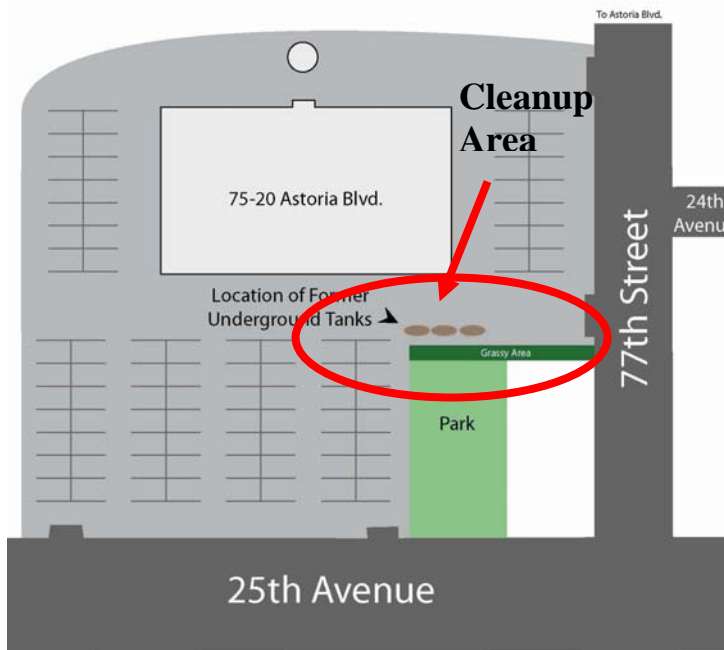 To Astoria Blvd.
Cleanup
Area
75-20 Astoria Blvd.
24th
Avenu
77th Street
Location of Former
Underground Tanks
Grassy Area
Park
25th Avenue